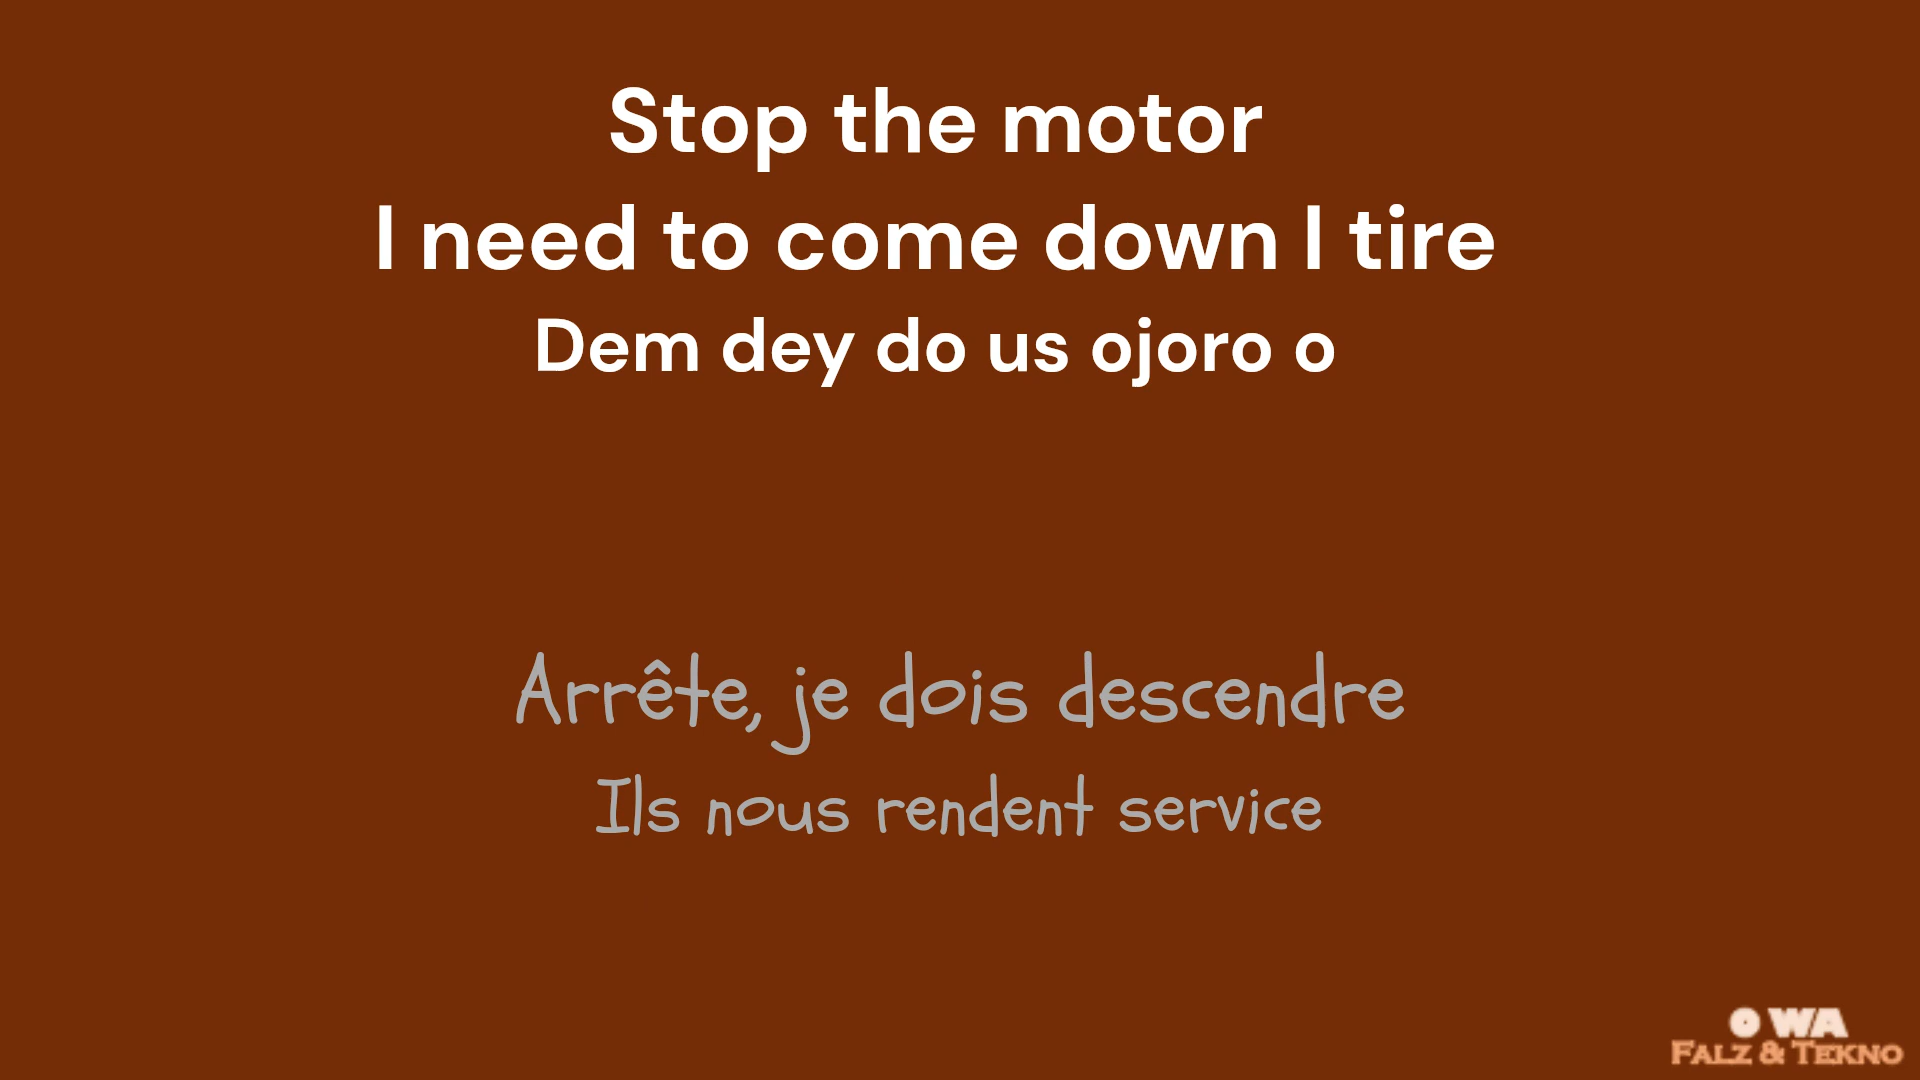 Stop the motor
I need to come down I tire
Dem dey do us ojoro o
Arrête, je dois descendre
Ils nous rendent service
O WA
FALZ & TEKNO